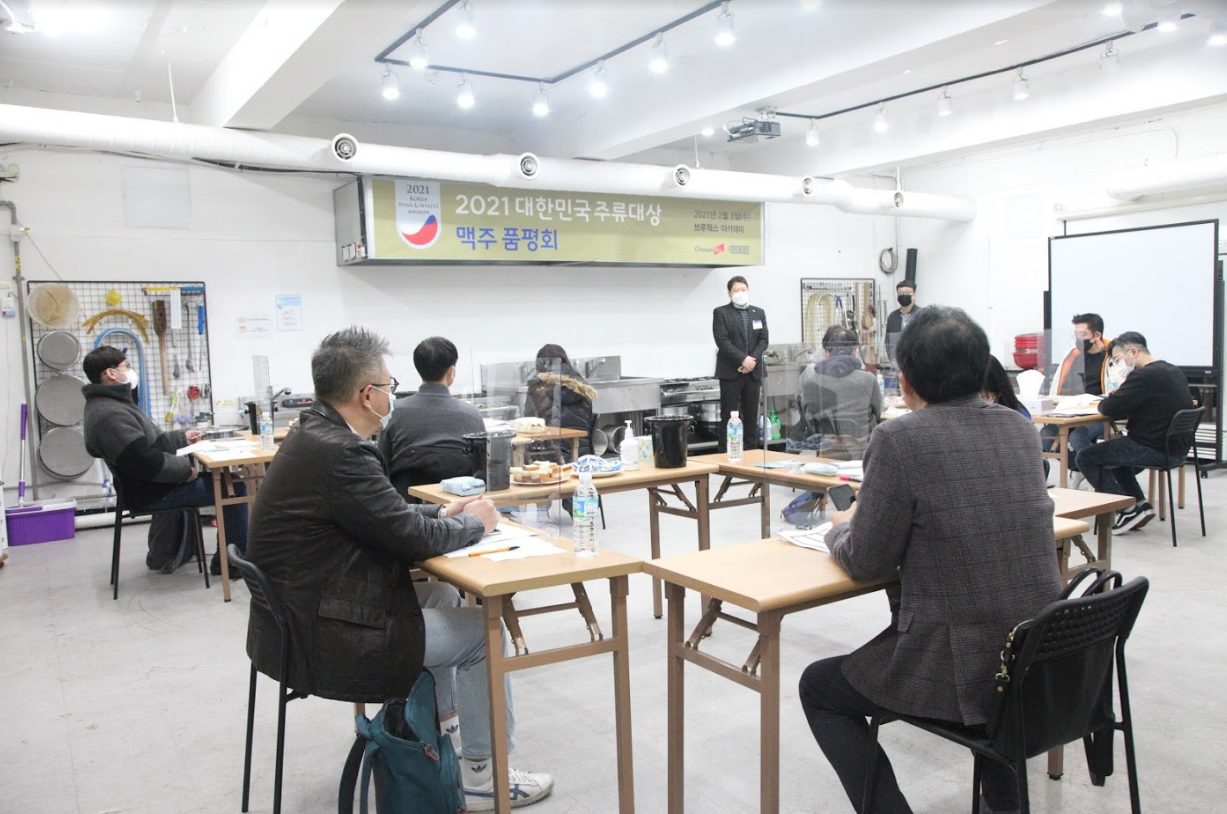 2021
KOREA
WINE & SPIRITS
AWARDS
2021 대한민국 주류대상
맥주 품평회
2021년 2월 3일(수)
브루웍스 아카데미